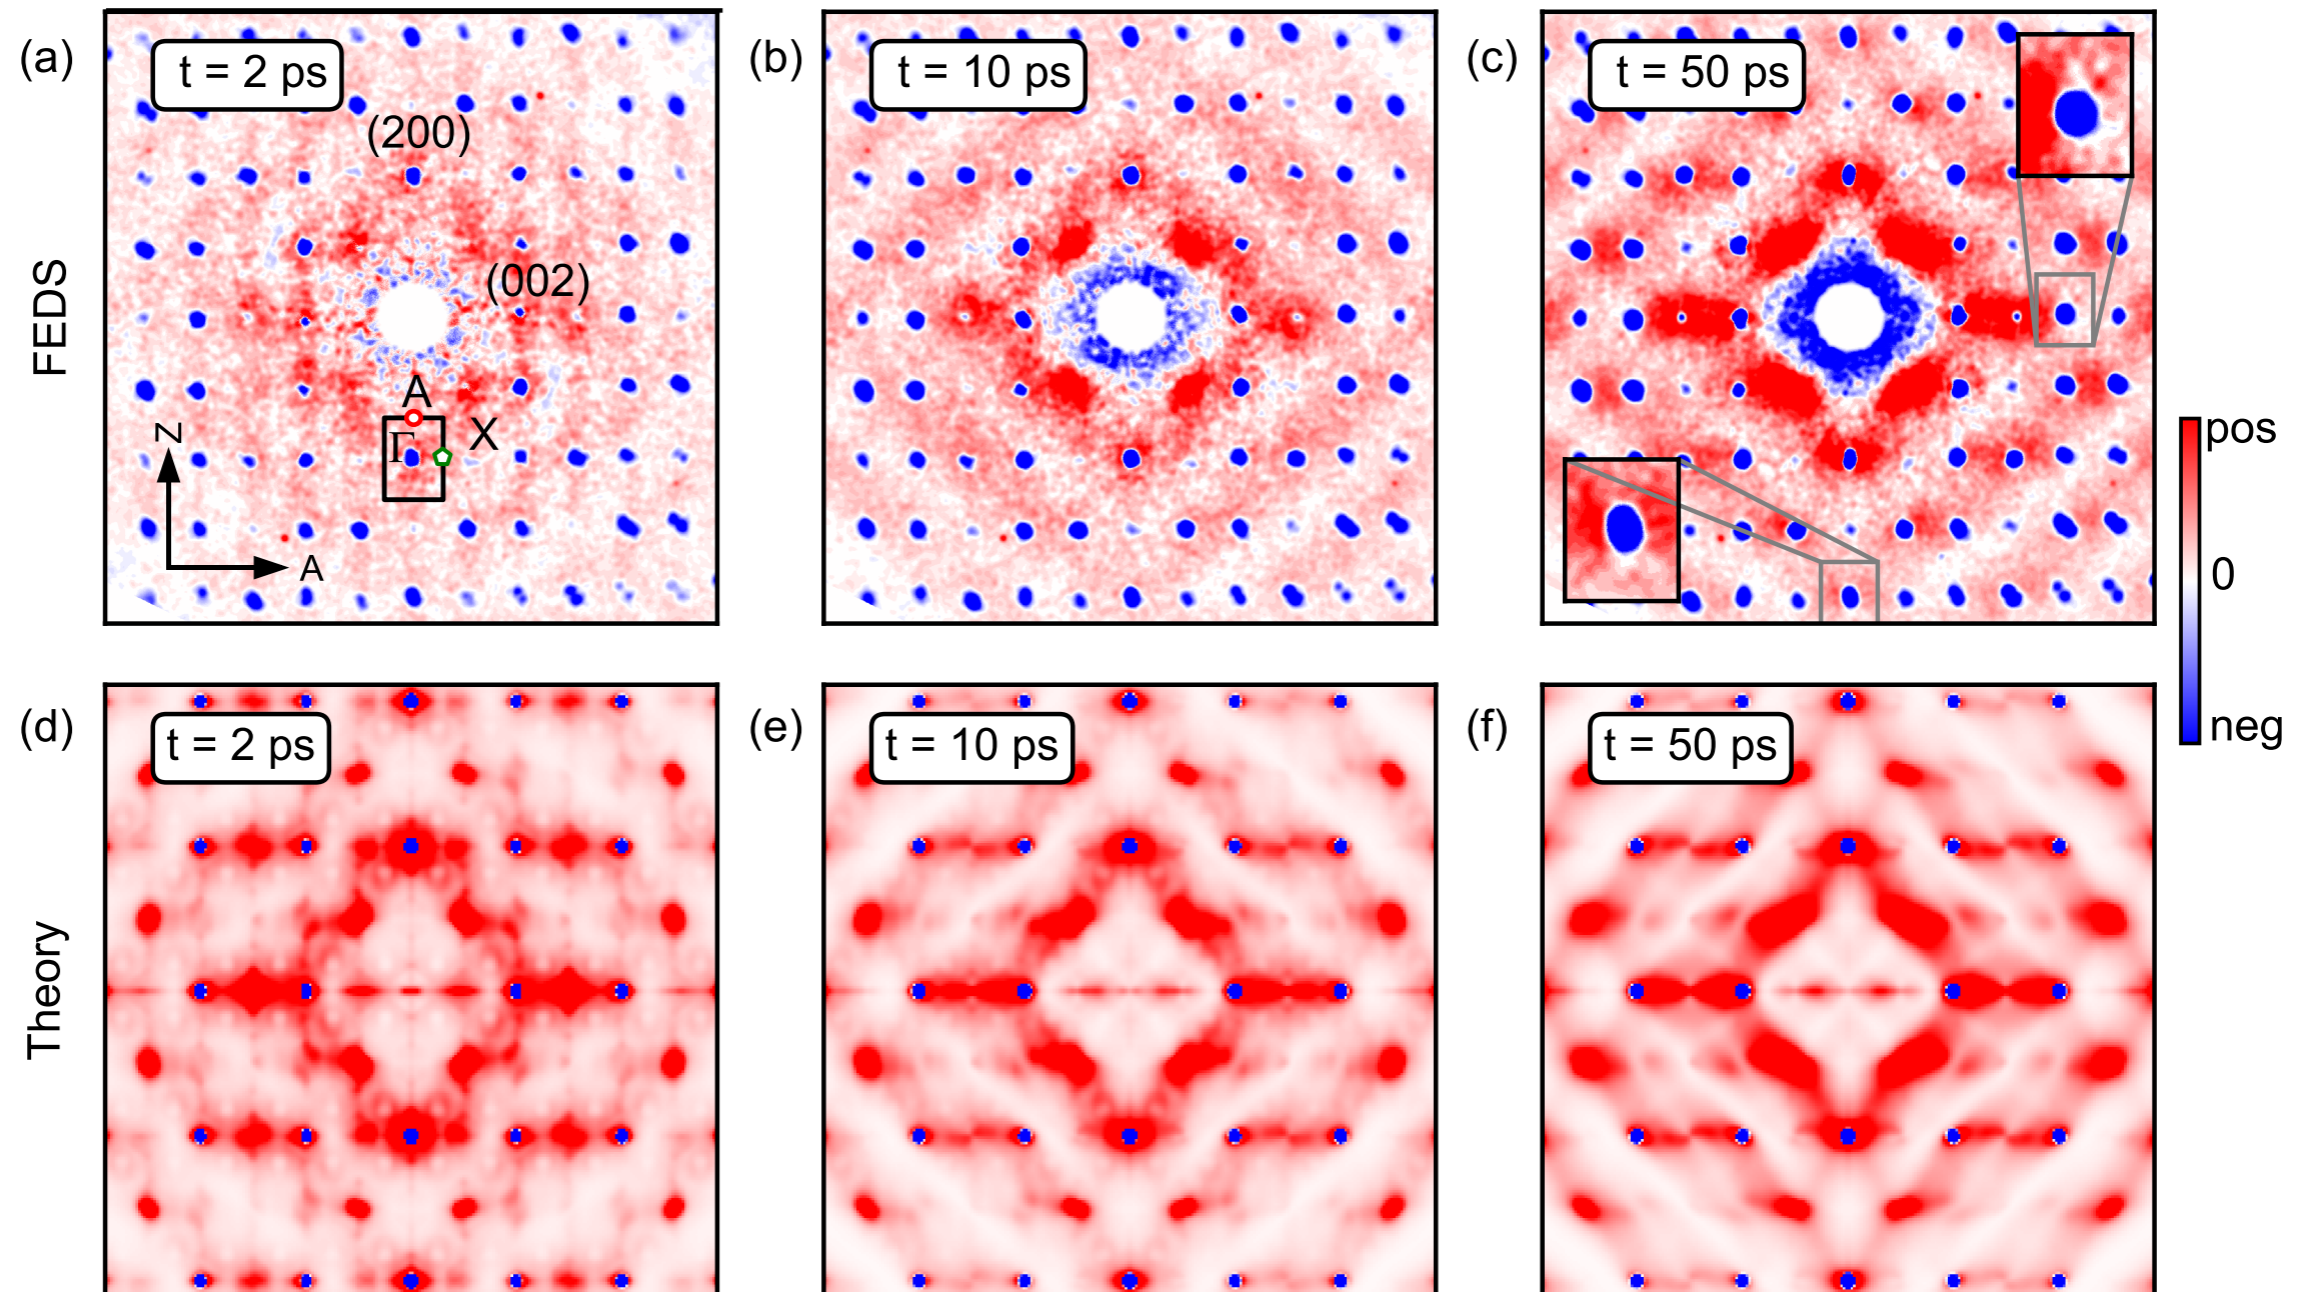 (a)
t = 2 ps
(b)
t = 10 ps
(c)
t = 50 ps
(200)
(002)
FEDS
A
Γ
X
Z
A
pos
0
neg
(d)
t = 2 ps
(e)
t = 10 ps
(f)
t = 50 ps
Theory